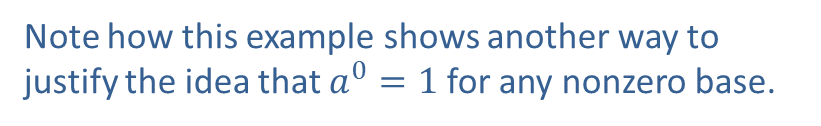 Note how this example shows another way to
justify the idea that a⁰ = 1 for any nonzero base.